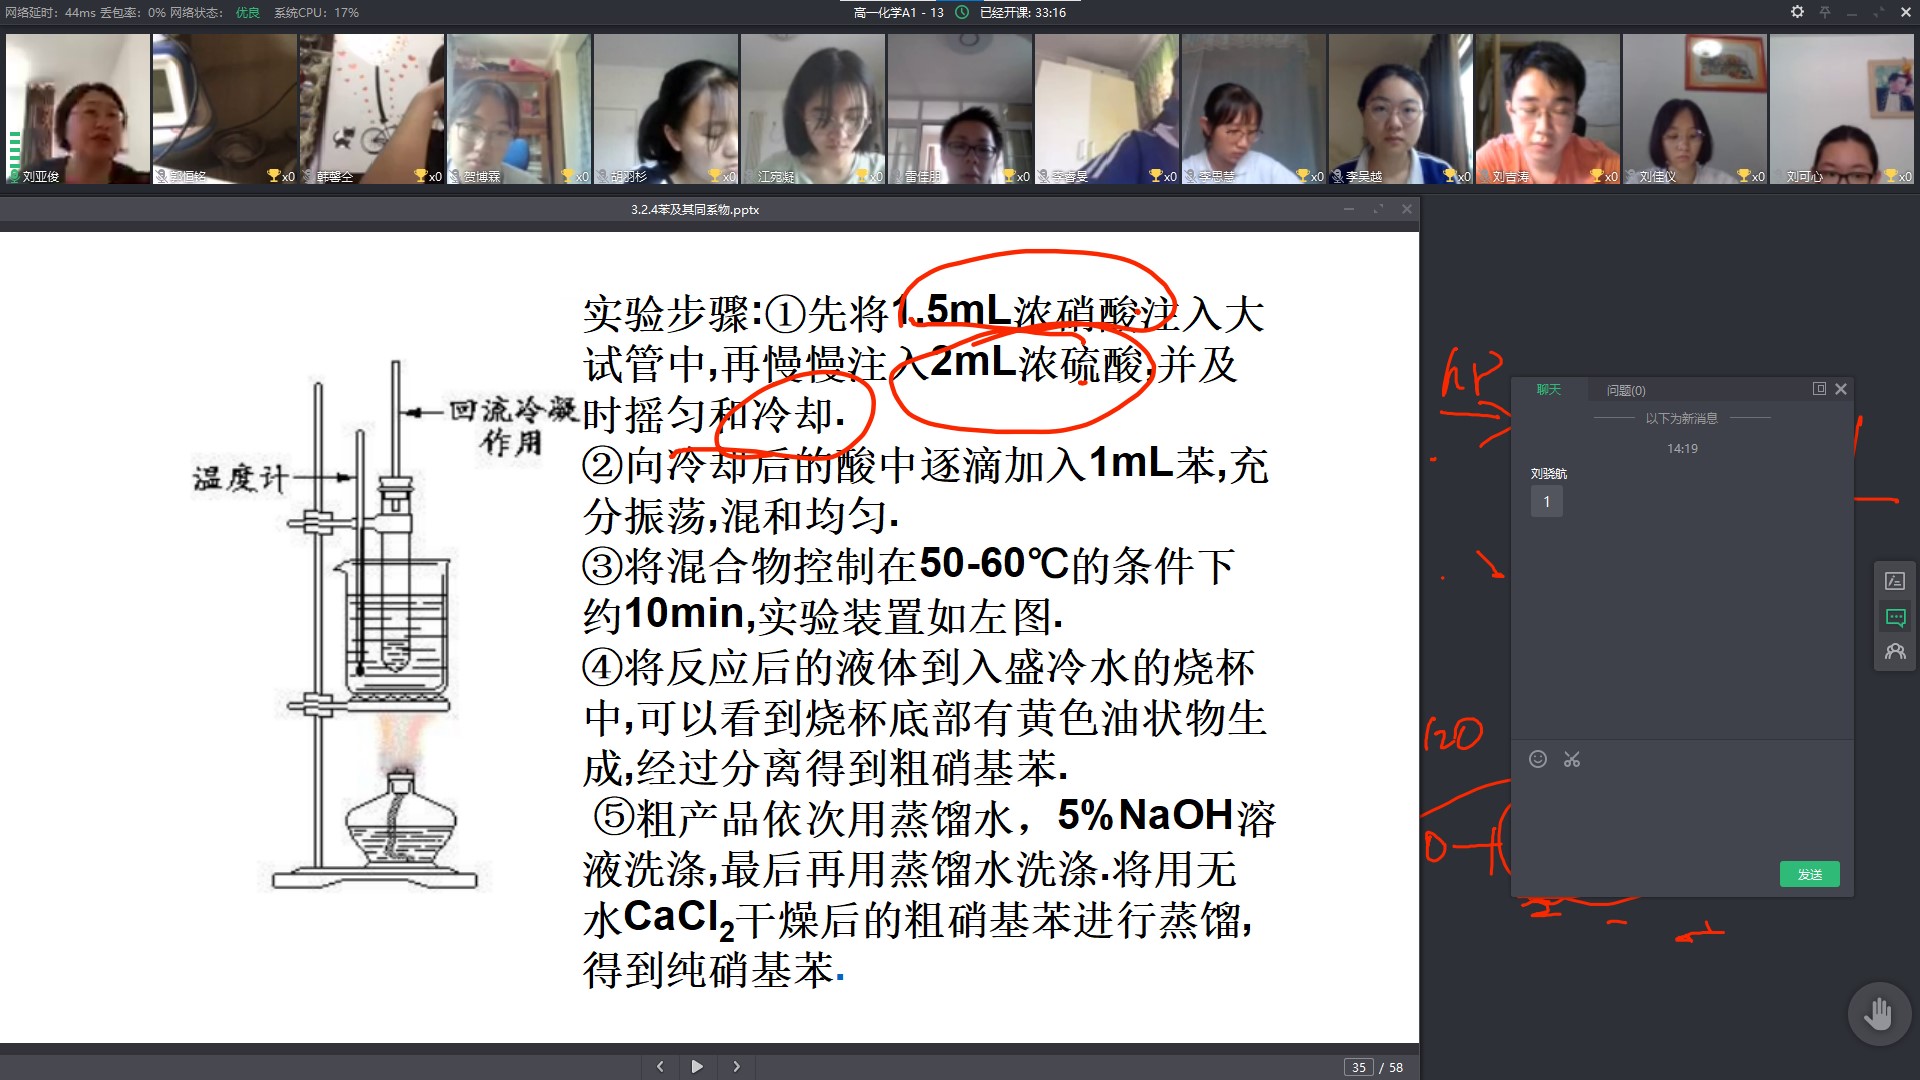 网络延时: 44ms 丢包率: 0% 网络状态: 优良 系统CPU: 17%
高一化学A1 - 13 已经开课: 33:16
刘亚俊
郭恒铭 x0
韩馨仝 x0
贺博霖 x0
胡羽杉 x0
江宛凝 x0
雷佳朋 x0
李睿旻 x0
李思慧 x0
李吴越 x0
刘吉涛 x0
刘佳仪 x0
刘可心 x0
3.2.4苯及其同系物.pptx
回流冷凝
作用
温度计
实验步骤:①先将1.5mL浓硝酸注入大
试管中,再慢慢注入2mL浓硫酸,并及
时摇匀和冷却.
②向冷却后的酸中逐滴加入1mL苯,充
分振荡,混和均匀.
③将混合物控制在50-60℃的条件下
约10min,实验装置如左图.
④将反应后的液体到入盛冷水的烧杯
中,可以看到烧杯底部有黄色油状物生
成,经过分离得到粗硝基苯.
⑤粗产品依次用蒸馏水，5%NaOH溶
液洗涤,最后再用蒸馏水洗涤.将用无
水CaCl₂干燥后的粗硝基苯进行蒸馏,
得到纯硝基苯.
聊天 问题(0)
以下为新消息
14:19
刘骁航
1
发送
35 / 58